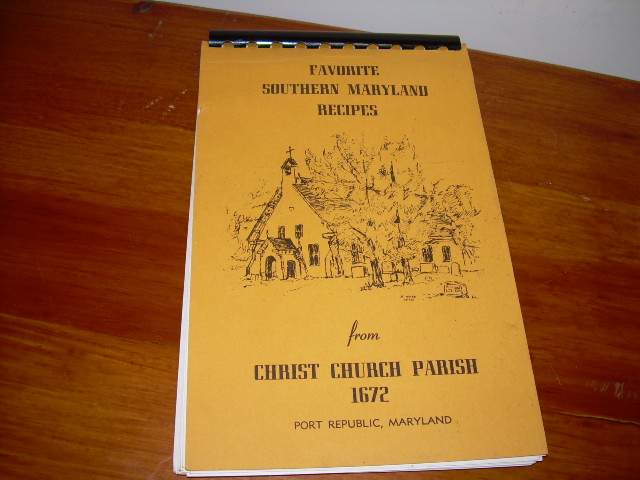 FAVORITE
SOUTHERN MARYLAND
RECIPES
from
CHRIST CHURCH PARISH
1672
PORT REPUBLIC, MARYLAND